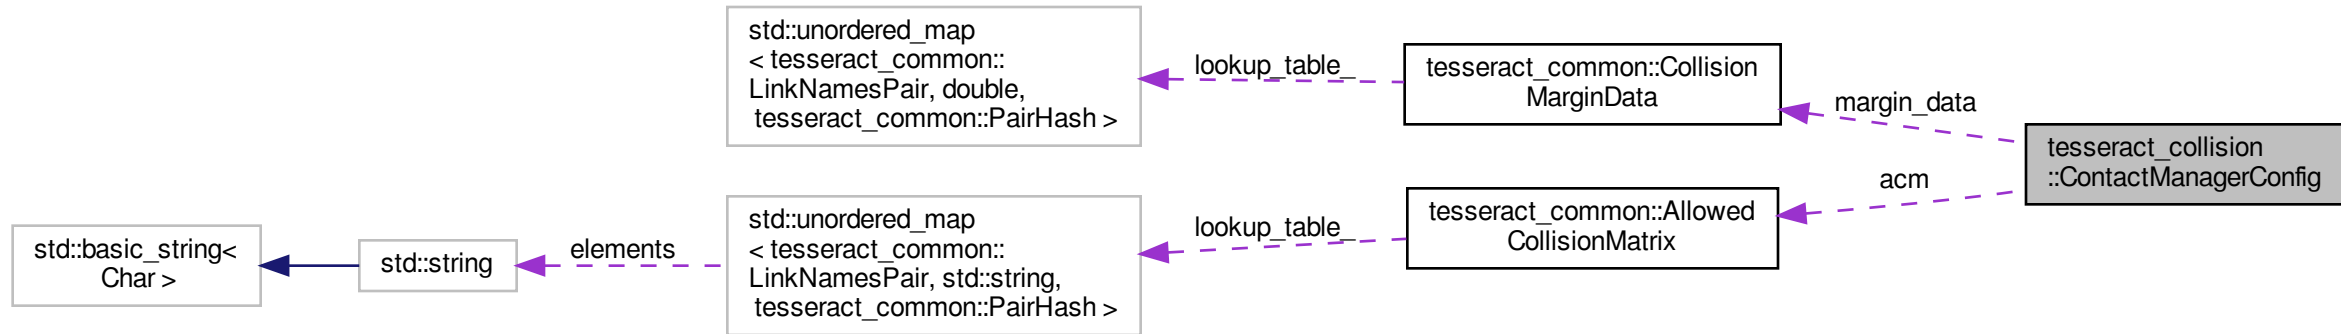 std::unordered_map
< tesseract_common::
LinkNamesPair, double,
tesseract_common::PairHash >
lookup_table_
tesseract_common::Collision
MarginData
margin_data
tesseract_collision
::ContactManagerConfig
acm
tesseract_common::Allowed
CollisionMatrix
lookup_table_
std::unordered_map
< tesseract_common::
LinkNamesPair, std::string,
tesseract_common::PairHash >
elements
std::string
std::basic_string<
Char >